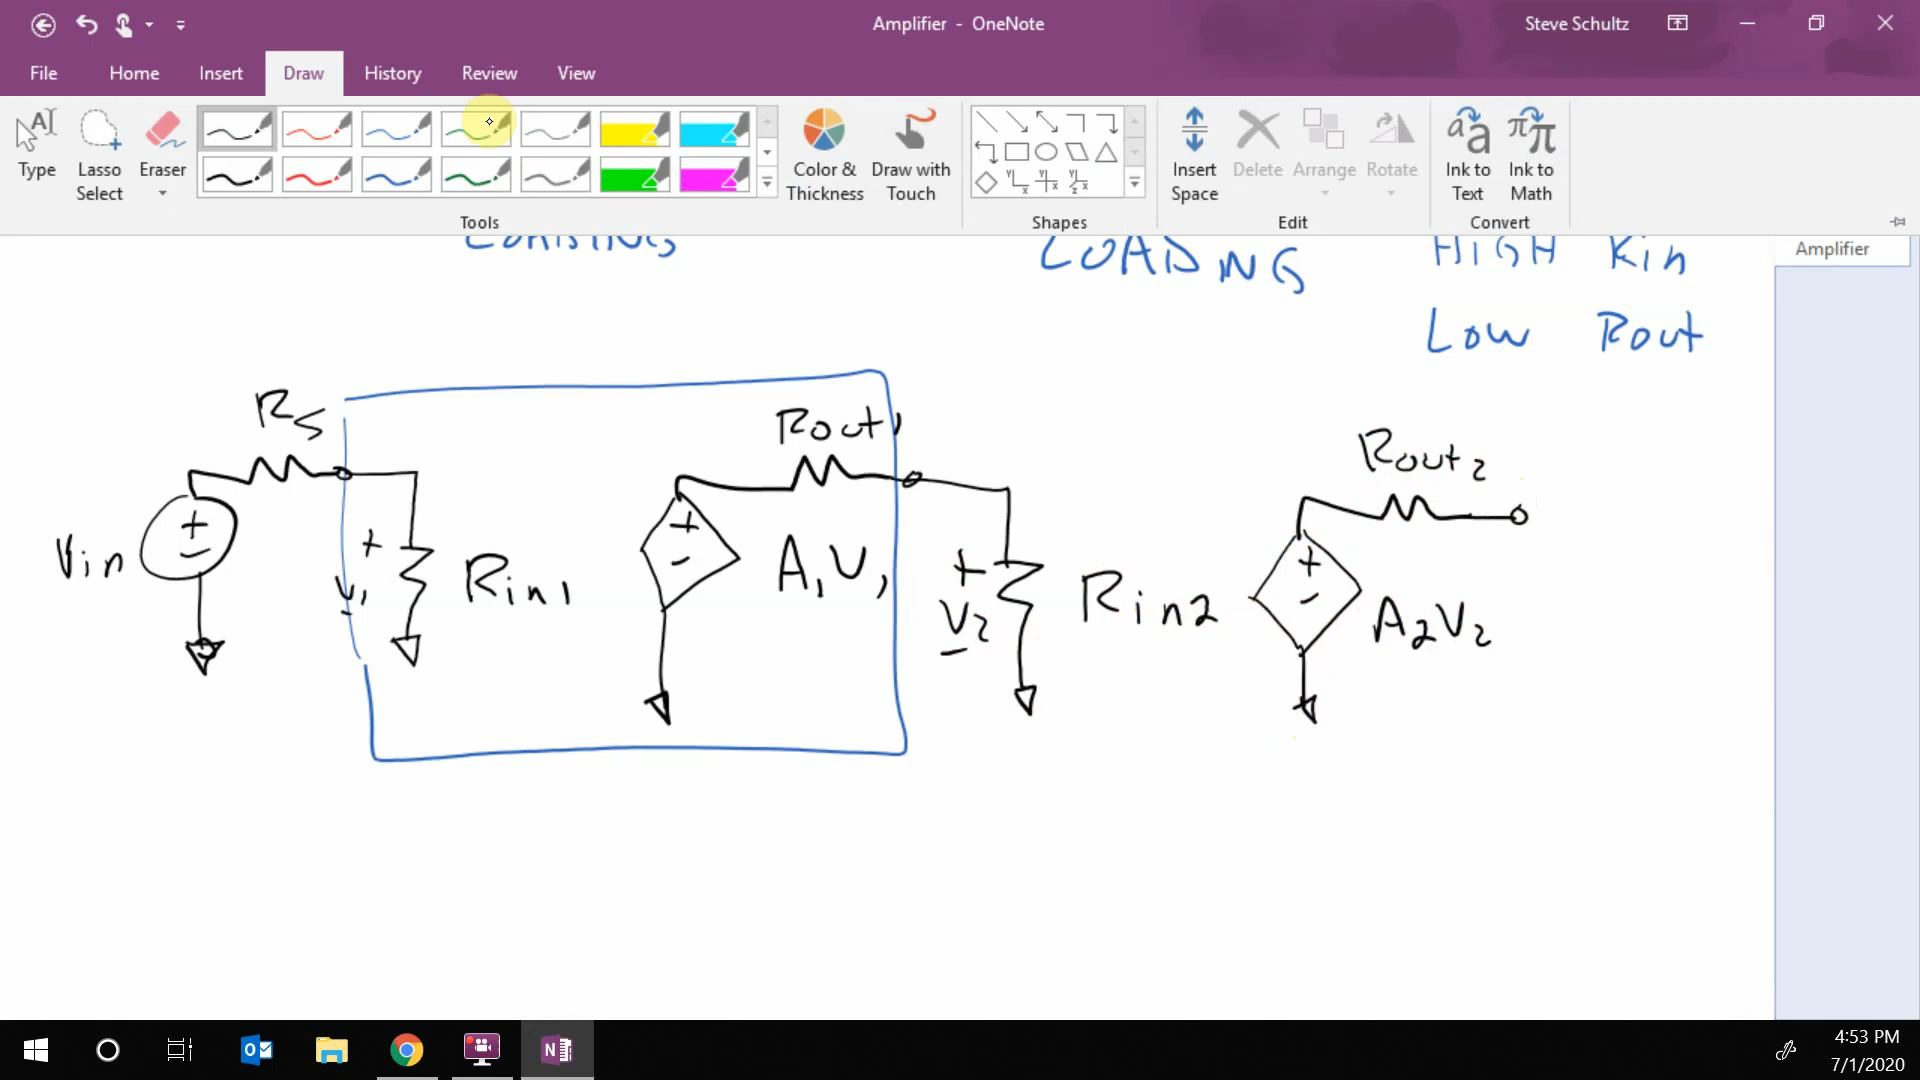 Amplifier - OneNote
Steve Schultz
File Home Insert Draw History Review View
Type
Lasso Select
Eraser
Color & Thickness
Draw with Touch
Insert Space
Delete
Arrange
Rotate
Ink to Text
Ink to Math
Tools
Shapes
Edit
Convert
Amplifier
LOADING
HIGH Rin
LOADING
Low Rout
Rs
Rout1
Rout2
Vin
+
-
+
V1
-
Rin1
+
-
A1V1
+
V2
-
Rin2
+
-
A2V2
4:53 PM
7/1/2020